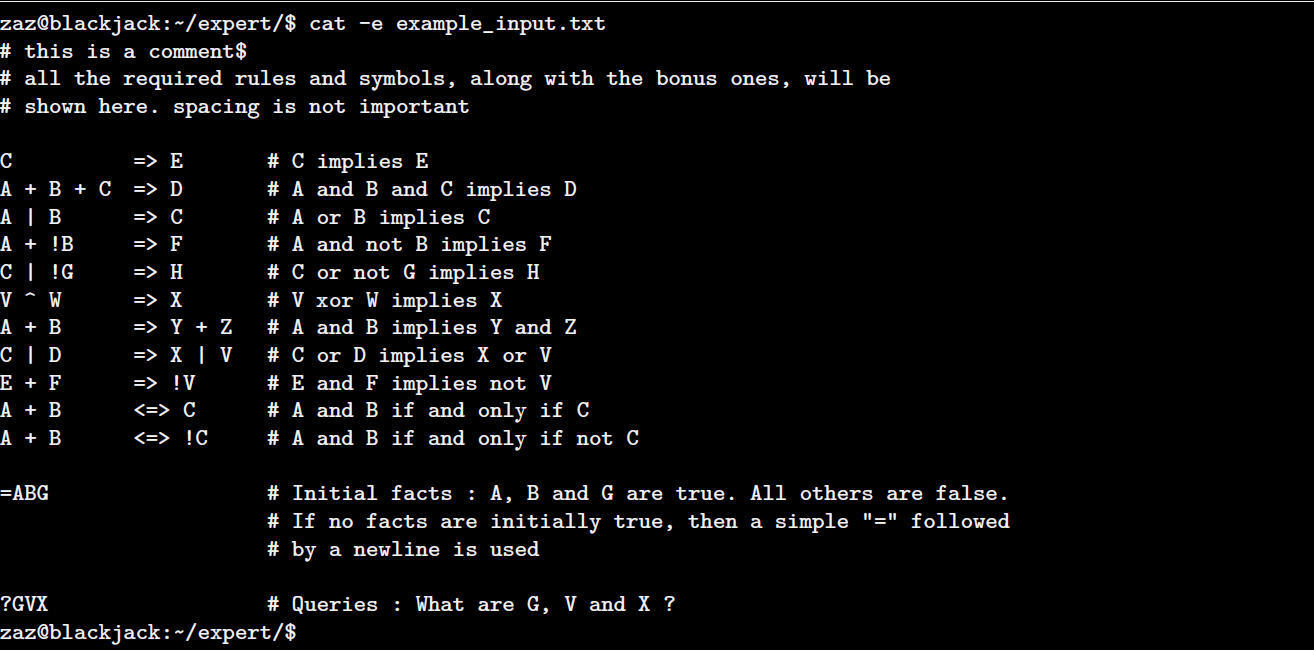 zaz@blackjack:~/expert/$ cat -e example_input.txt
# this is a comment$
# all the required rules and symbols, along with the bonus ones, will be
# shown here. spacing is not important
C => E # C implies E
A + B + C => D # A and B and C implies D
A | B => C # A or B implies C
A + !B => F # A and not B implies F
C | !G => H # C or not G implies H
V ^ W => X # V xor W implies X
A + B => Y + Z # A and B implies Y and Z
C | D => X | V # C or D implies X or V
E + F => !V # E and F implies not V
A + B <=> C # A and B if and only if C
A + B <=> !C # A and B if and only if not C
=ABG # Initial facts : A, B and G are true. All others are false.
# If no facts are initially true, then a simple "=" followed
# by a newline is used
?GVX # Queries : What are G, V and X ?
zaz@blackjack:~/expert/$